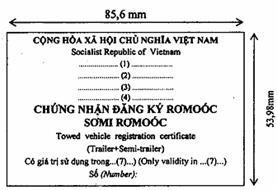 85,6 mm
CỘNG HÒA XÃ HỘI CHỦ NGHĨA VIỆT NAM
Socialist Republic of Vietnam
............(1)............
............(2)............
............(3)............
............(4)............
CHỨNG NHẬN ĐĂNG KÝ RƠMOÓC
SƠMI RƠMOÓC
Towed vehicle registration certificate
(Trailer+Semi-trailer)
Có giá trị sử dụng trong...(7)...) (Only validity in ...(7)...)
Số (Number):
53,98mm